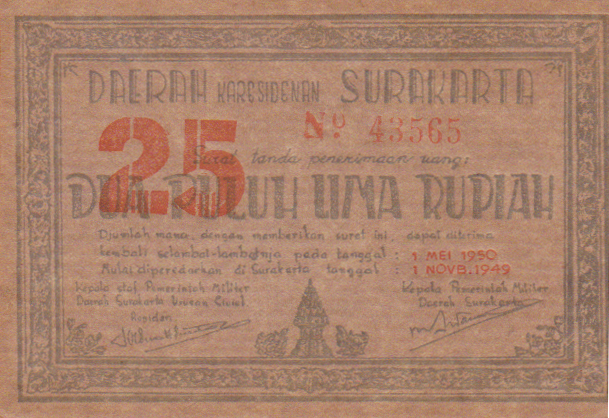 DAERAH KARESIDENAN SURAKARTA
25
Nº 43565
Surat tanda penerimaan uang:
DUA PULUH LIMA RUPIAH
Djumlah mana, dengan memberikan surat ini, dapat diterima
kembali selambat-lambatnja pada tanggal : 1 MEI 1950
Mulai diperedarkan di Surakarta tanggal : 1 NOVB.1949
Kepala staf Pemerintah Militer
Daerah Surakarta Urusan Civiel
Kepala Pemerintah Militer
Daerah Surakarta